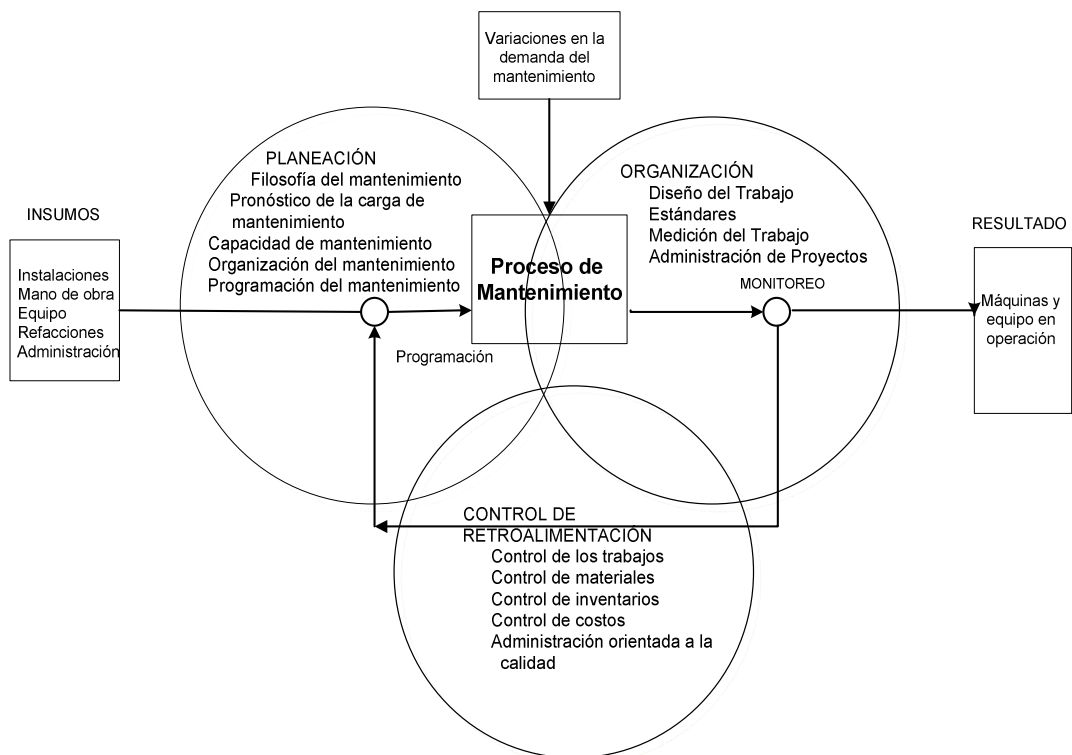 Variaciones en la
demanda del
mantenimiento
PLANEACIÓN
Filosofía del mantenimiento
Pronóstico de la carga de
mantenimiento
Capacidad de mantenimiento
Organización del mantenimiento
Programación del mantenimiento
ORGANIZACIÓN
Diseño del Trabajo
Estándares
Medición del Trabajo
Administración de Proyectos
MONITOREO
INSUMOS
Instalaciones
Mano de obra
Equipo
Refacciones
Administración
Proceso de
Mantenimiento
RESULTADO
Máquinas y
equipo en
operación
Programación
CONTROL DE
RETROALIMENTACIÓN
Control de los trabajos
Control de materiales
Control de inventarios
Control de costos
Administración orientada a la
calidad